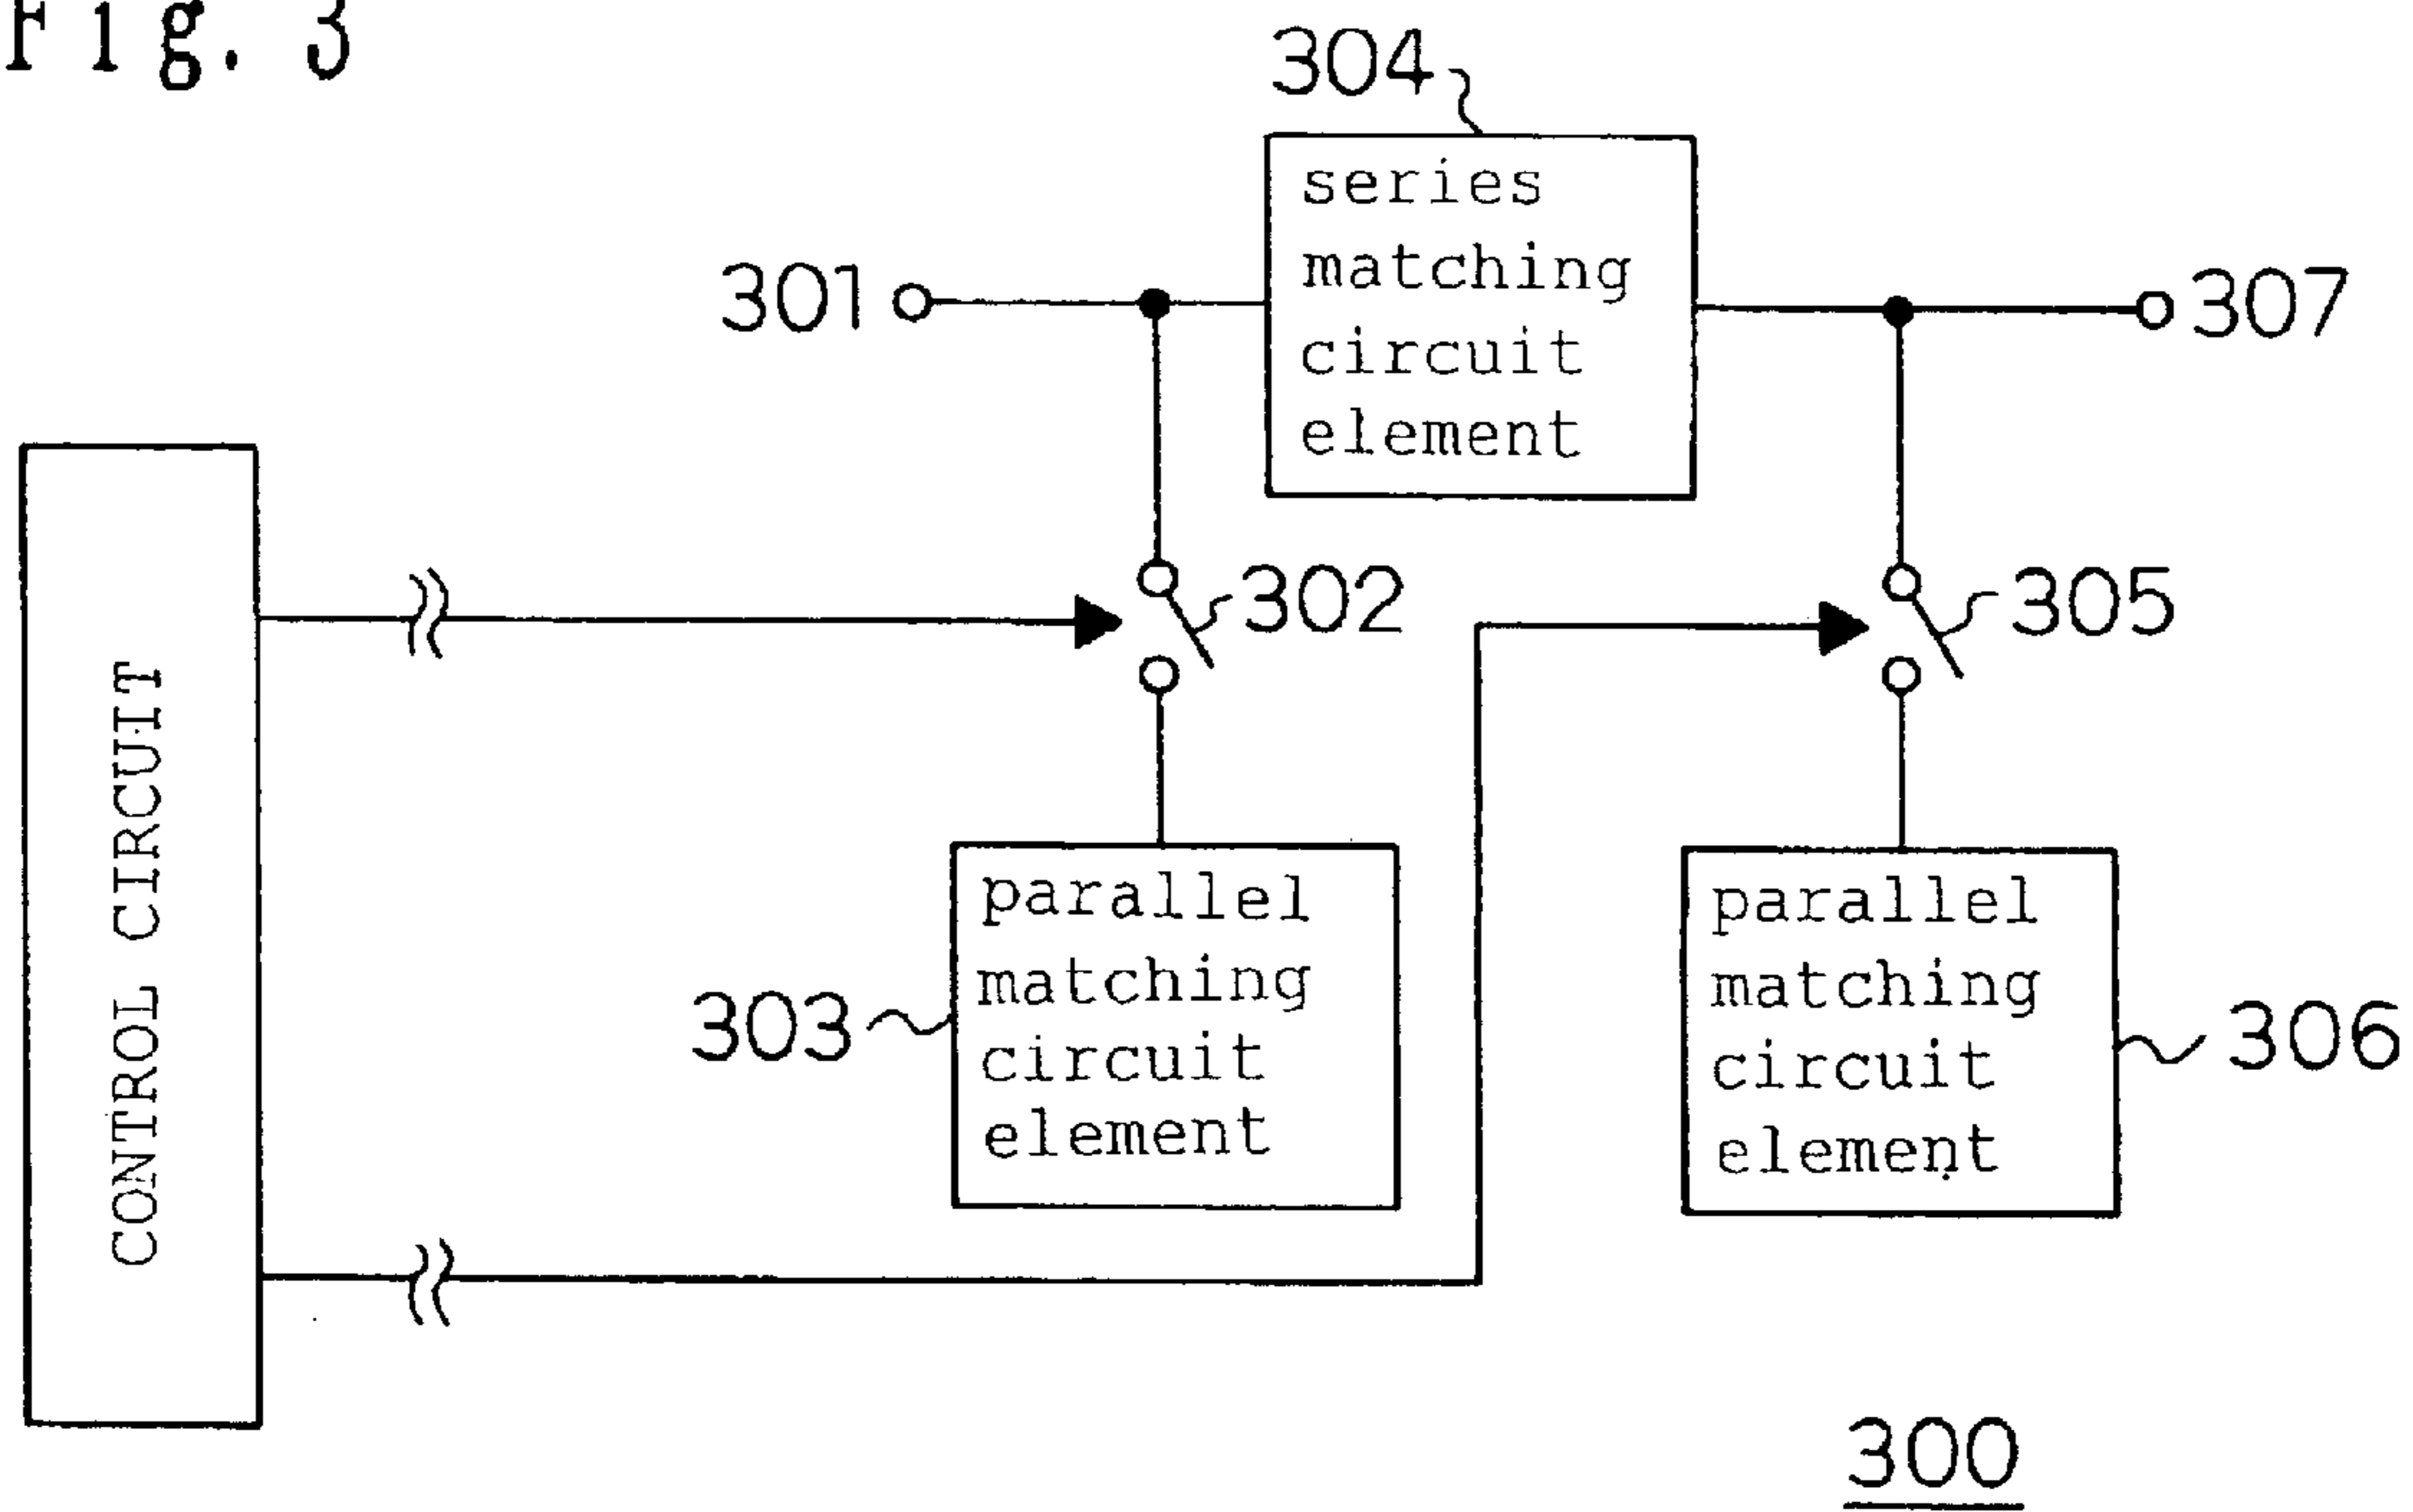 Fig. 3
304
series
matching
circuit
element
301
307
302
305
CONTROL CIRCUIT
parallel
matching
circuit
element
303
parallel
matching
circuit
element
306
300